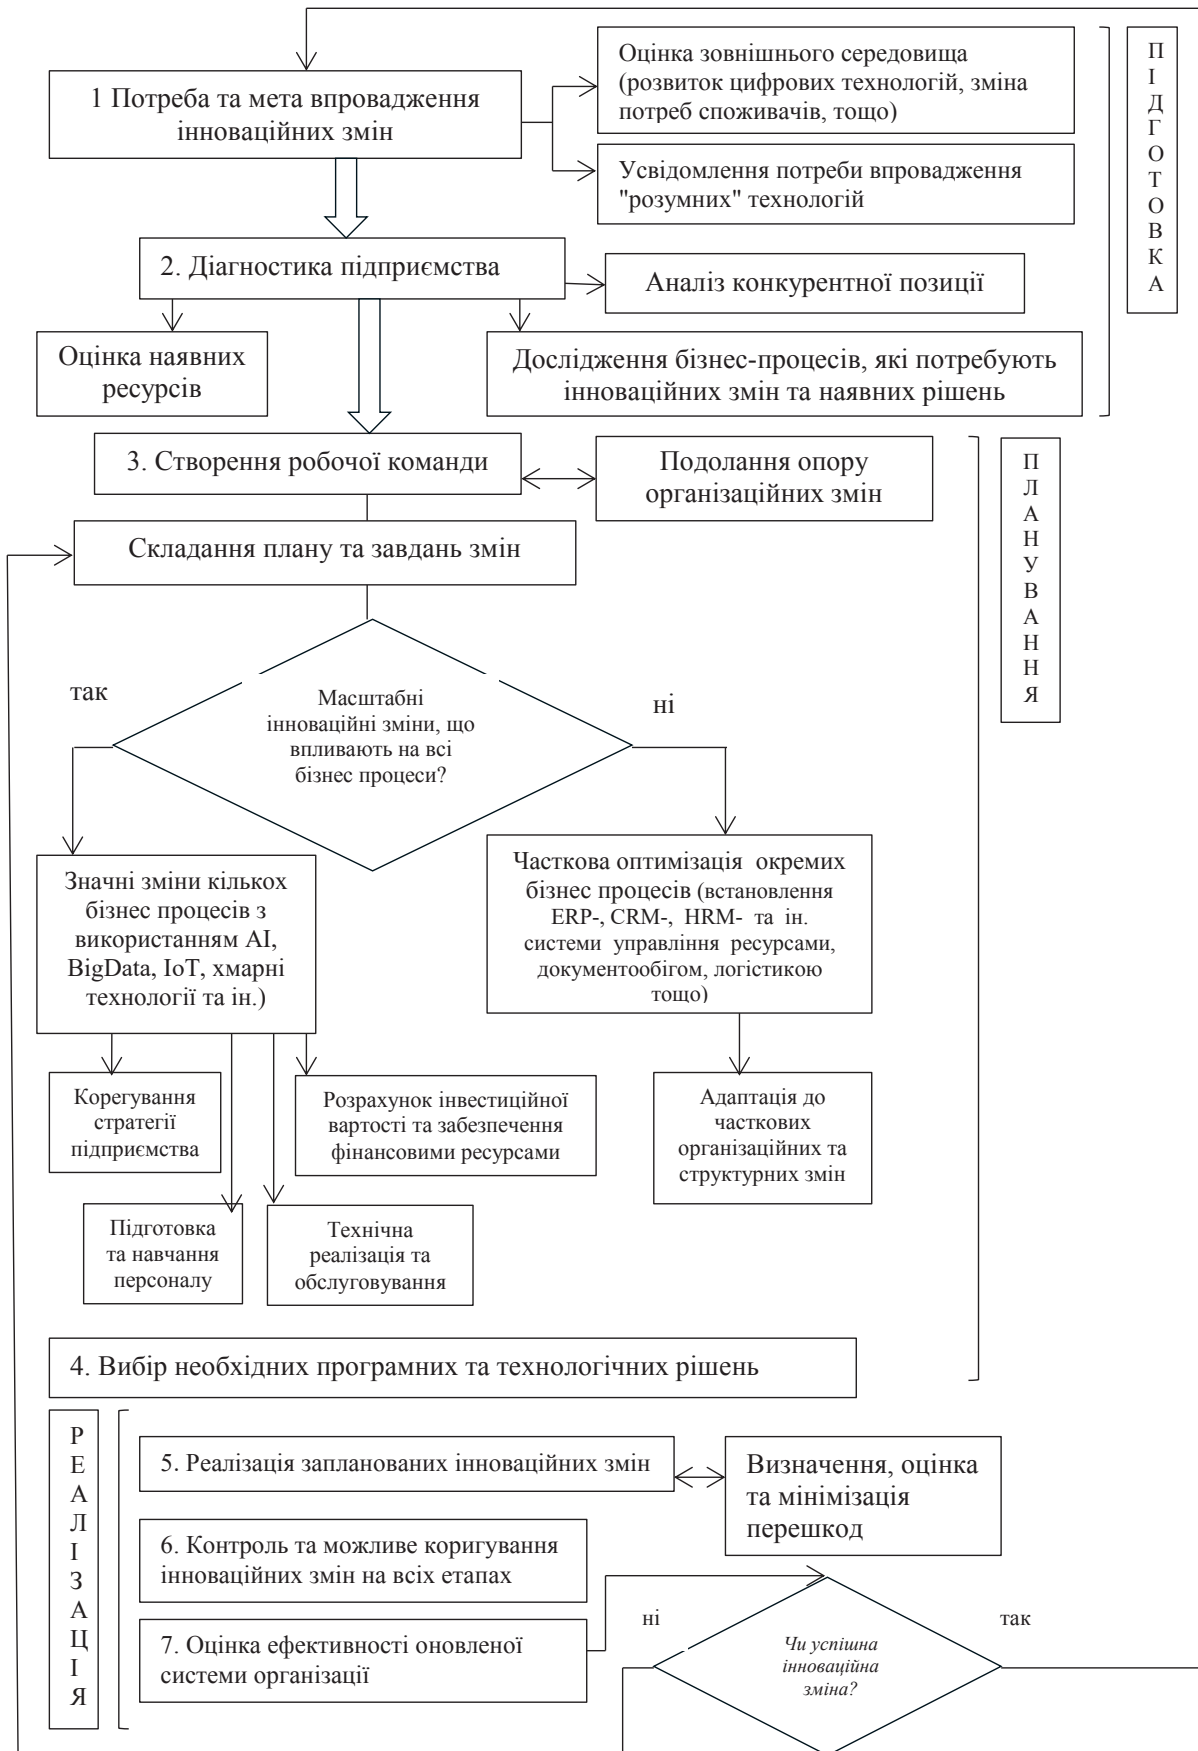 Оцінка зовнішнього середовища
(розвиток цифрових технологій, зміна
потреб споживачів, тощо)
1 Потреба та мета впровадження
інноваційних змін
Усвідомлення потреби впровадження
"розумних" технологій
ПІДГОТОВКА
2. Діагностика підприємства
Аналіз конкурентної позиції
Оцінка наявних
ресурсів
Дослідження бізнес-процесів, які потребують
інноваційних змін та наявних рішень
3. Створення робочої команди
Подолання опору
організаційних змін
ПЛАНУВАННЯ
Складання плану та завдань змін
так
Масштабні
інноваційні зміни, що
впливають на всі
бізнес процеси?
ні
Значні зміни кількох
бізнес процесів з
використанням AI,
BigData, IoT, хмарні
технології та ін.)
Часткова оптимізація окремих
бізнес процесів (встановлення
ERP-, CRM-, HRM- та ін.
системи управління ресурсами,
документообігом, логістикою
тощо)
Корегування
стратегії
підприємства
Розрахунок інвестиційної
вартості та забезпечення
фінансовими ресурсами
Адаптація до
часткових
організаційних та
структурних змін
Підготовка
та навчання
персоналу
Технічна
реалізація та
обслуговування
4. Вибір необхідних програмних та технологічних рішень
РЕАЛІЗАЦІЯ
5. Реалізація запланованих інноваційних змін
Визначення, оцінка
та мінімізація
перешкод
6. Контроль та можливе коригування
інноваційних змін на всіх етапах
7. Оцінка ефективності оновленої
системи організації
ні
Чи успішна
інноваційна
зміна?
так